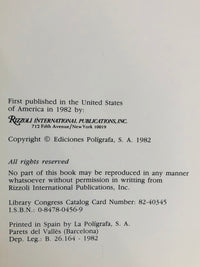 First published in the United States
of America in 1982 by:
RIZZOLI INTERNATIONAL PUBLICATIONS, INC.
712 Fifth Avenue/New York 10019
Copyright © Ediciones Polígrafa, S. A. 1982
All rights reserved
No part of this book may be reproduced in any manner
whatsoever without permission in writting from
Rizzoli International Publications, Inc.
Library Congress Catalog Card Number: 82-40345
I.S.B.N.: 0-8478-0456-9
Printed in Spain by La Polígrafa, S. A.
Parets del Vallés (Barcelona)
Dep. Leg.: B. 26.164 - 1982